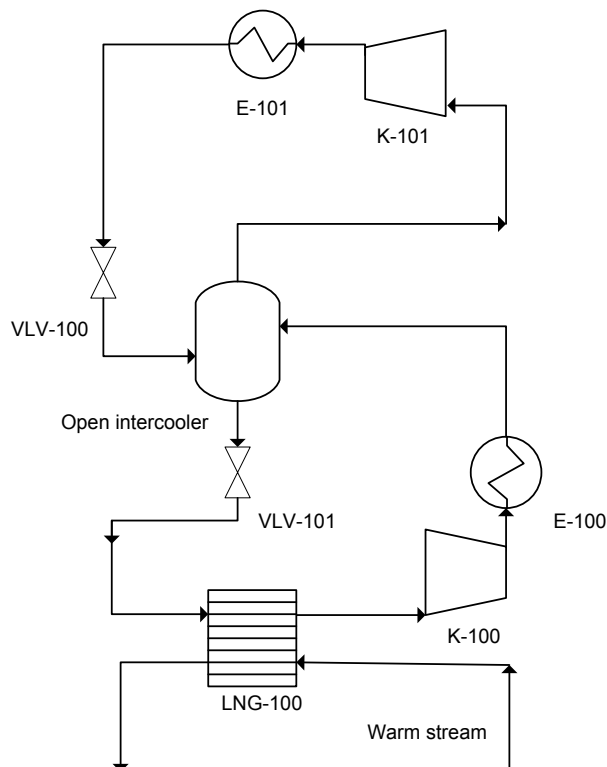 E-101
K-101
VLV-100
Open intercooler
VLV-101
E-100
K-100
LNG-100
Warm stream